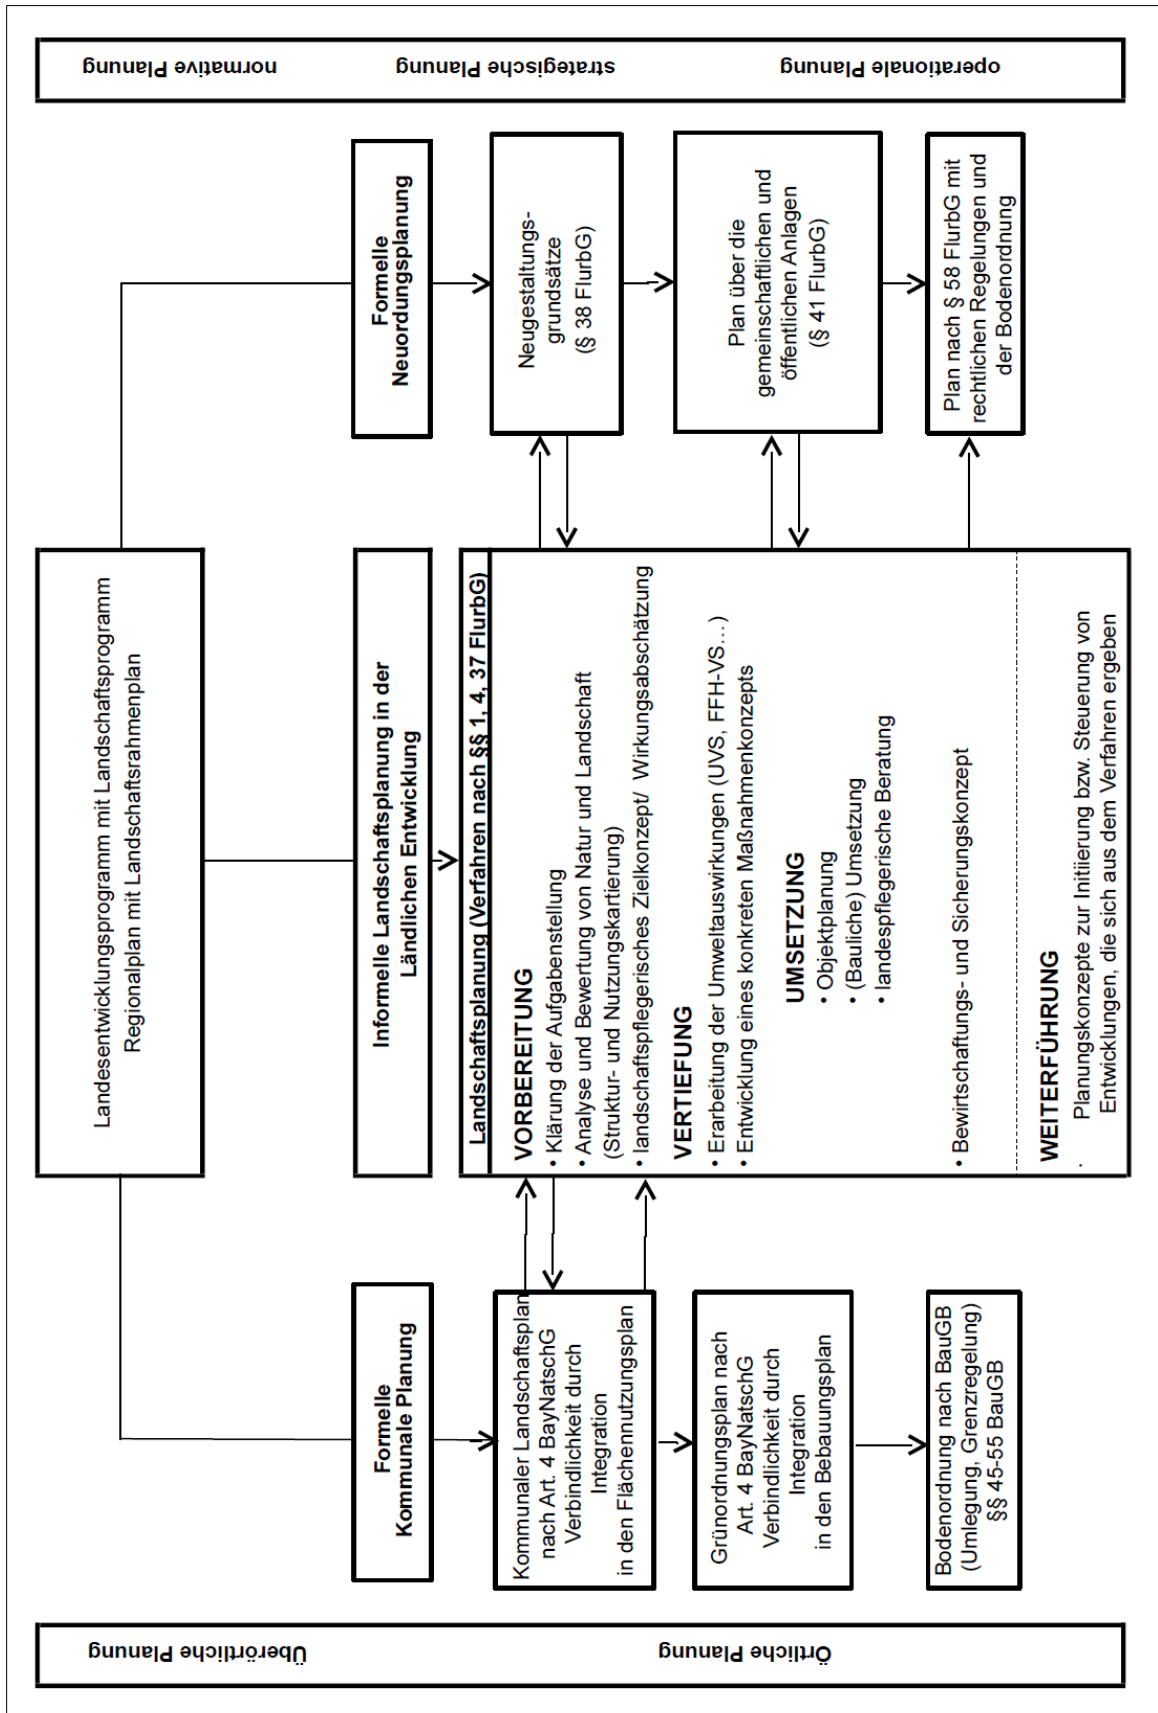 Überörtliche Planung
Örtliche Planung
Landesentwicklungsprogramm mit Landschaftsprogramm
Regionalplan mit Landschaftsrahmenplan
Formelle
Kommunale Planung
Kommunaler Landschaftsplan
nach Art. 4 BayNatschG
Verbindlichkeit durch
Integration
in den Flächennutzungsplan
Grünordnungsplan nach
Art. 4 BayNatschG
Verbindlichkeit durch
Integration
in den Bebauungsplan
Bodenordnung nach BauGB
(Umlegung, Grenzregelung)
§§ 45-55 BauGB
Informelle Landschaftsplanung in der
Ländlichen Entwicklung
Landschaftsplanung (Verfahren nach §§ 1, 4, 37 FlurbG)
VORBEREITUNG
• Klärung der Aufgabenstellung
• Analyse und Bewertung von Natur und Landschaft
(Struktur- und Nutzungskartierung)
• landschaftspflegerisches Zielkonzept/ Wirkungsabschätzung
VERTIEFUNG
• Erarbeitung der Umweltauswirkungen (UVS, FFH-VS…)
• Entwicklung eines konkreten Maßnahmenkonzepts
UMSETZUNG
• Objektplanung
• (Bauliche) Umsetzung
• landespflegerische Beratung
• Bewirtschaftungs- und Sicherungskonzept
WEITERFÜHRUNG
. Planungskonzepte zur Initiierung bzw. Steuerung von
Entwicklungen, die sich aus dem Verfahren ergeben
Formelle
Neuordungsplanung
Neugestaltungs-
grundsätze
(§ 38 FlurbG)
Plan über die
gemeinschaftlichen und
öffentlichen Anlagen
(§ 41 FlurbG)
Plan nach § 58 FlurbG mit
rechtlichen Regelungen und
der Bodenordnung
normative Planung
strategische Planung
operationale Planung